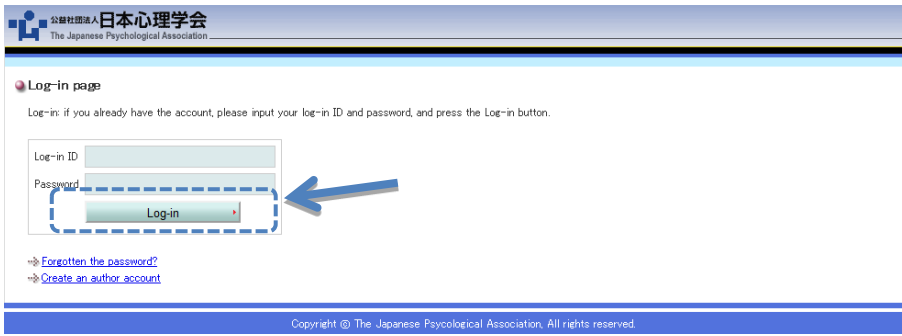 公益社団法人日本心理学会
The Japanese Psychological Association
Log-in page
Log-in: if you already have the account, please input your log-in ID and password, and press the Log-in button.
Log-in ID
Password
Log-in
Forgotten the password?
Create an author account
Copyright © The Japanese Psycological Association, All rights reserved.